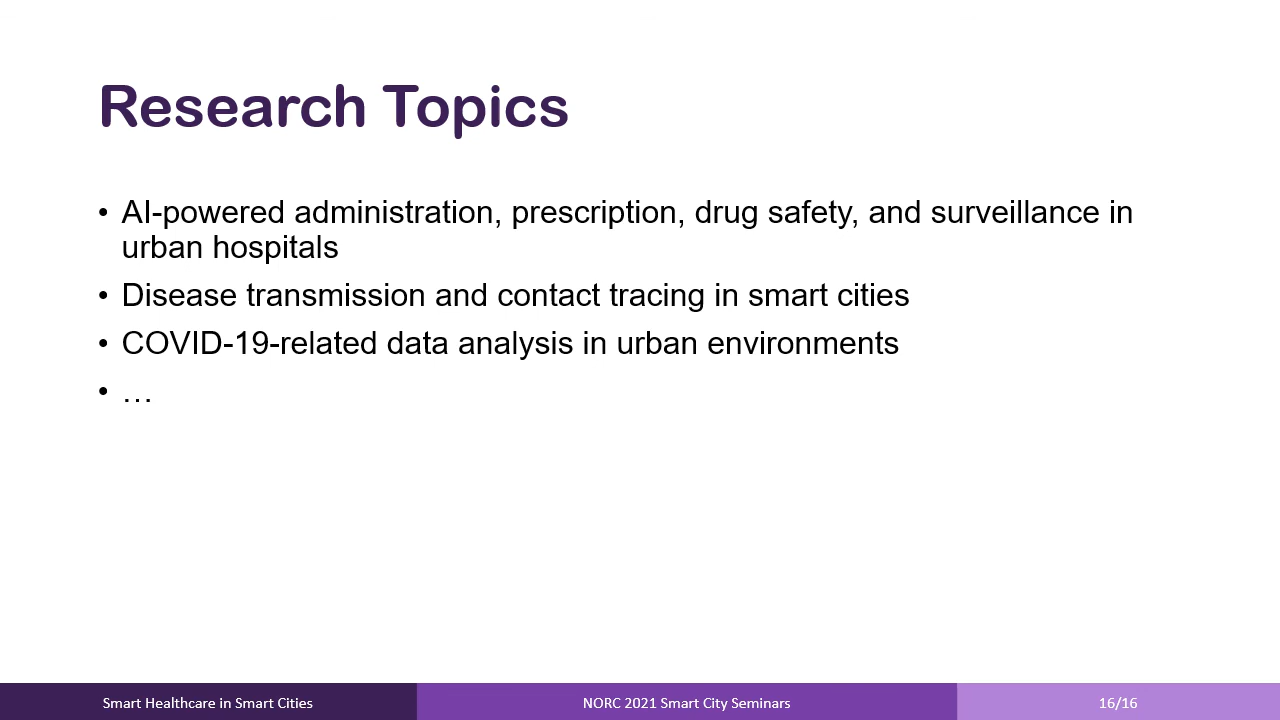 Research Topics
• AI-powered administration, prescription, drug safety, and surveillance in
urban hospitals
• Disease transmission and contact tracing in smart cities
• COVID-19-related data analysis in urban environments
• …
Smart Healthcare in Smart Cities
NORC 2021 Smart City Seminars
16/16